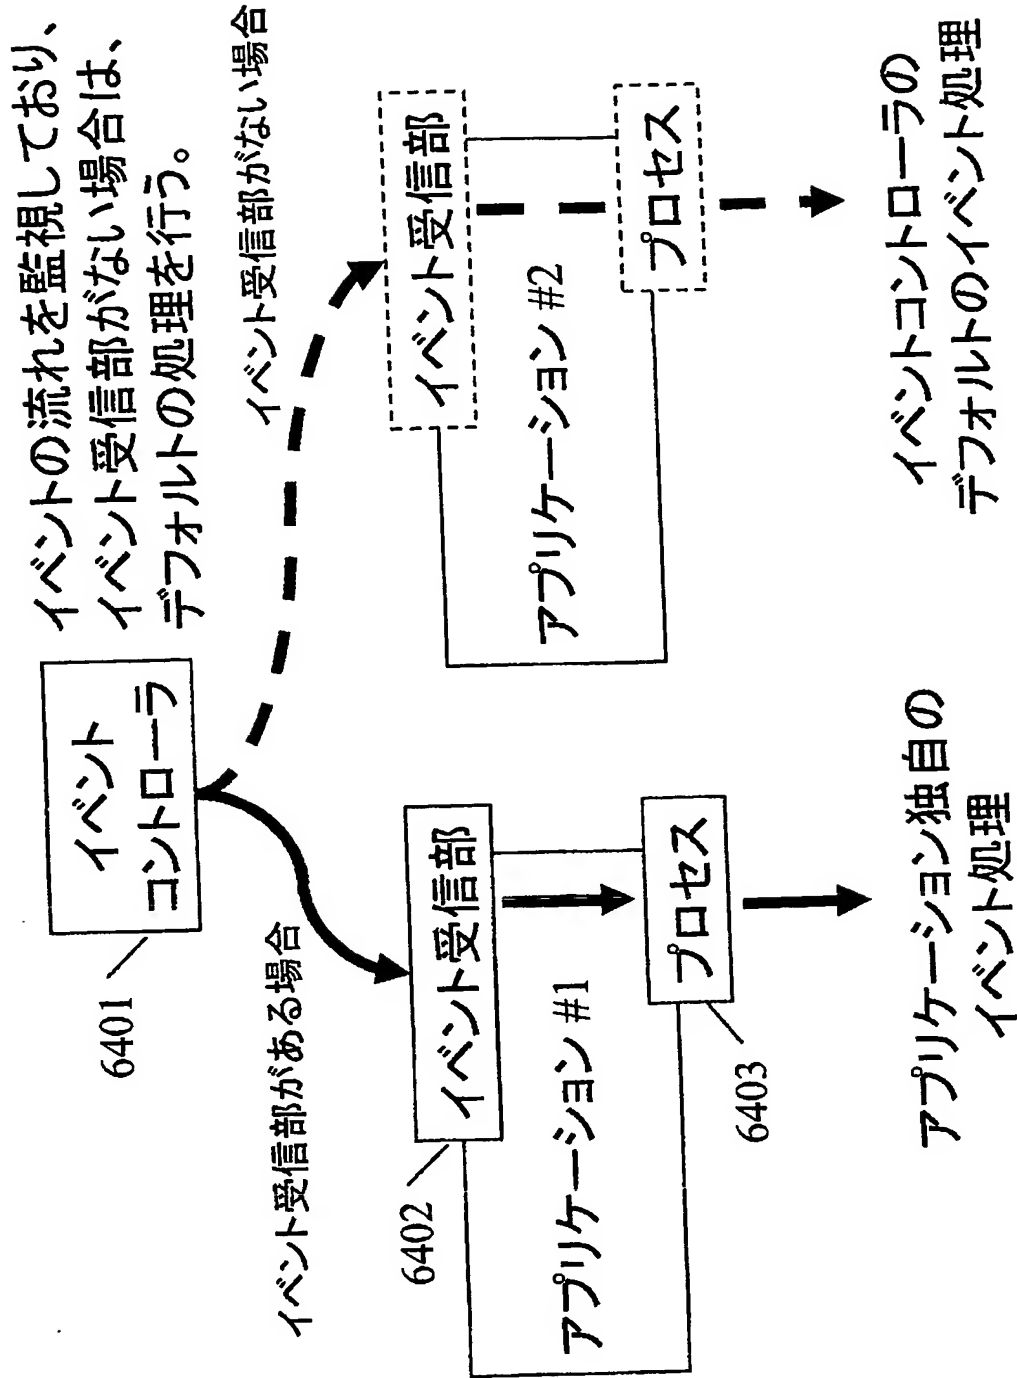 イベントの流れを監視しており、
イベント受信部がない場合は、
デフォルトの処理を行う。
イベント
コントローラ
6401
イベント受信部がある場合
イベント受信部がない場合
イベント受信部
6402
アプリケーション #1
プロセス
6403
アプリケーション独自の
イベント処理
イベント受信部
アプリケーション #2
プロセス
イベントコントローラの
デフォルトのイベント処理